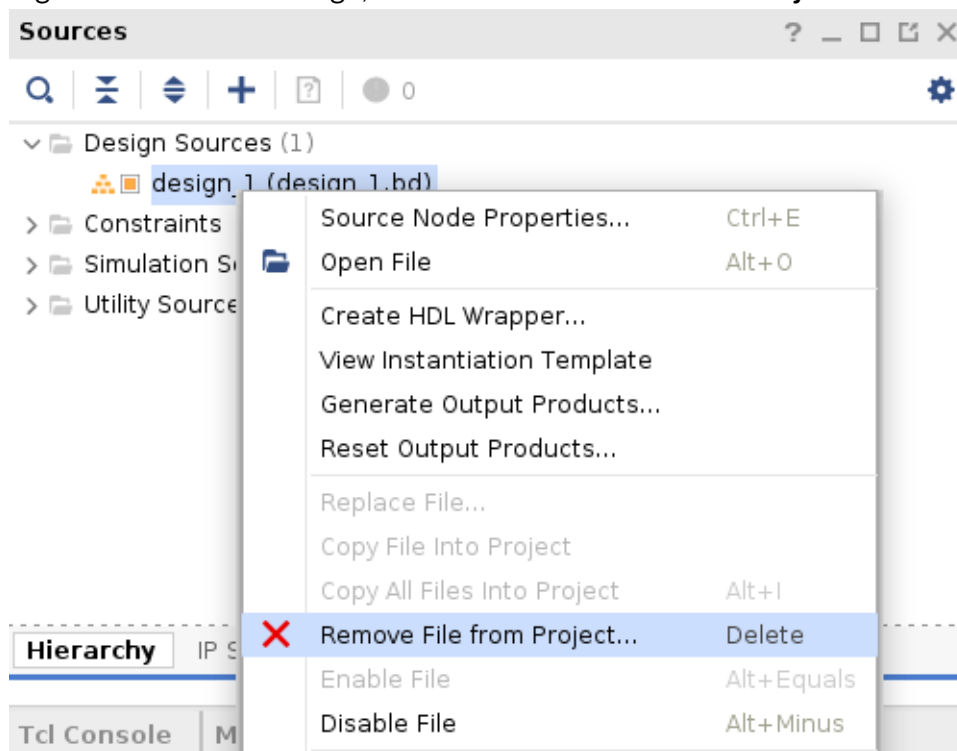 Sources
0
Design Sources (1)
design_1 (design_1.bd)
Constraints
Simulation
Utility Source
Source Node Properties... Ctrl+E
Open File Alt+O
Create HDL Wrapper...
View Instantiation Template
Generate Output Products...
Reset Output Products...
Replace File...
Copy File Into Project
Copy All Files Into Project Alt+I
Remove File from Project... Delete
Enable File Alt+Equals
Disable File Alt+Minus
Hierarchy IP S
Tcl Console M